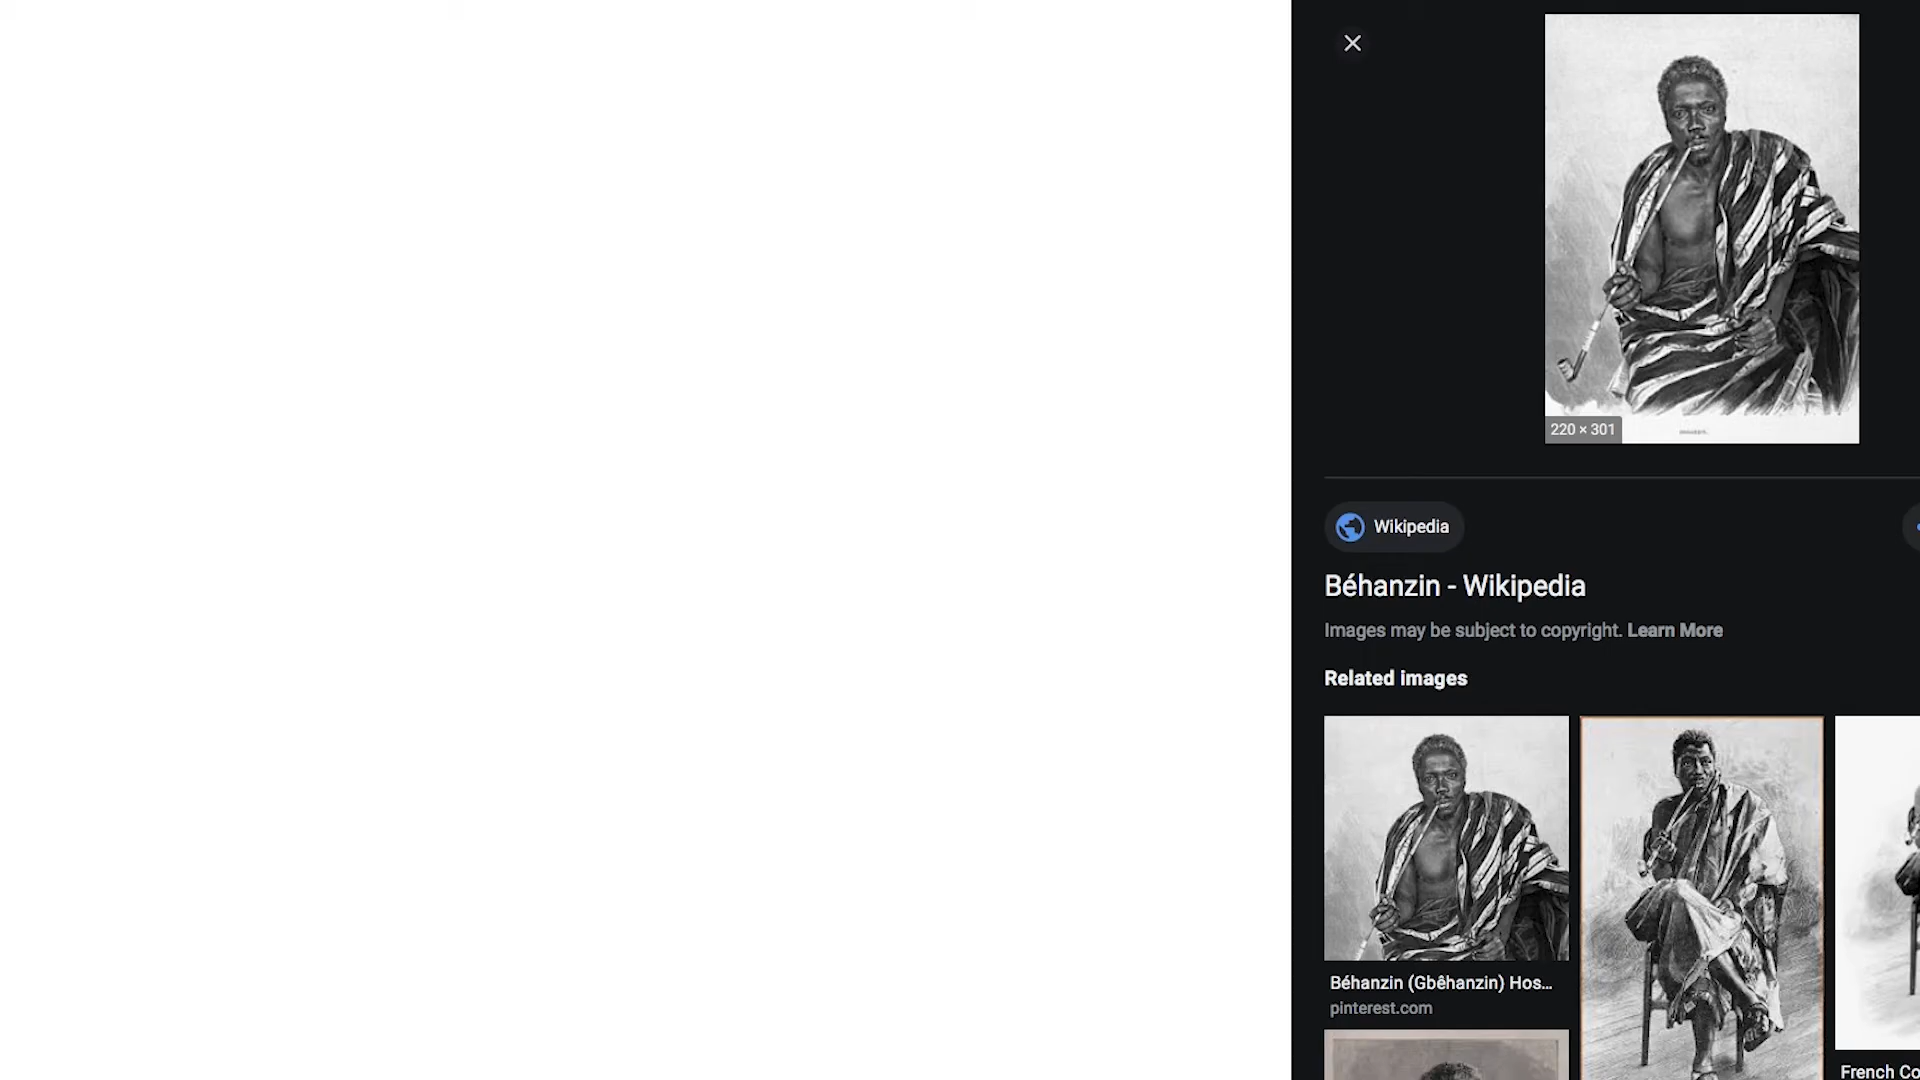 220 × 301
Wikipedia
Béhanzin - Wikipedia
Images may be subject to copyright. Learn More
Related images
Béhanzin (Gbêhanzin) Hos...
pinterest.com
French Co